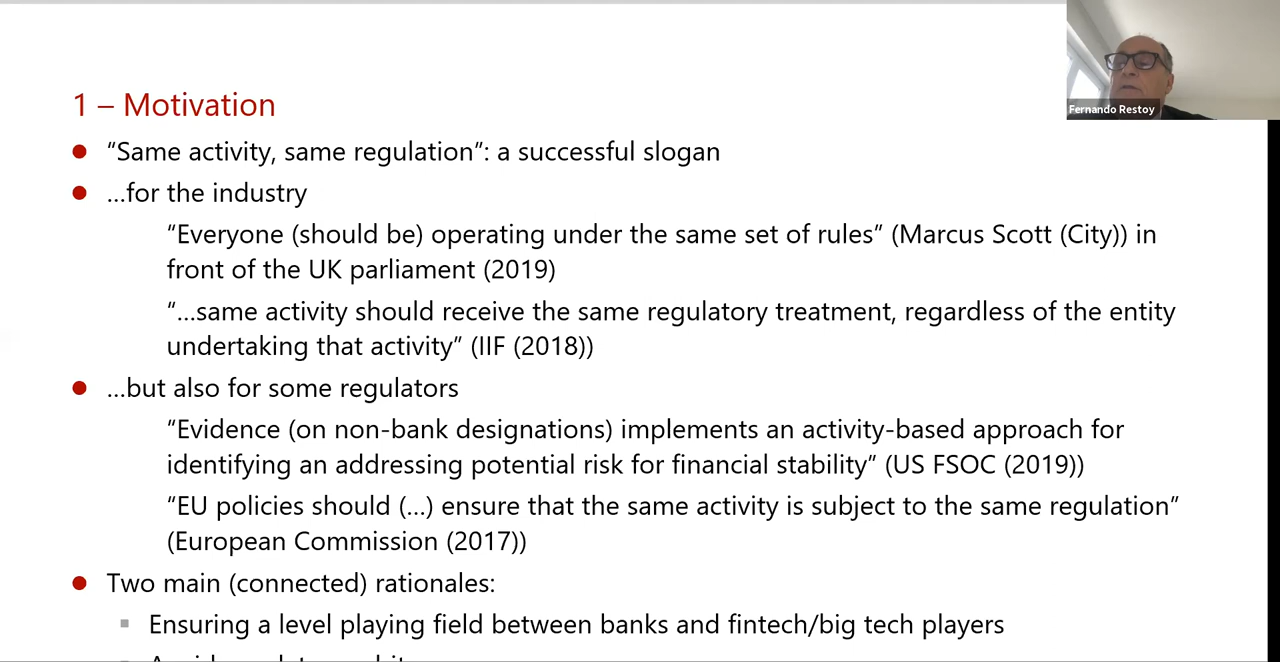 Fernando Restoy
1 – Motivation
“Same activity, same regulation”: a successful slogan
…for the industry
“Everyone (should be) operating under the same set of rules” (Marcus Scott (City)) in
front of the UK parliament (2019)
“…same activity should receive the same regulatory treatment, regardless of the entity
undertaking that activity” (IIF (2018))
…but also for some regulators
“Evidence (on non-bank designations) implements an activity-based approach for
identifying an addressing potential risk for financial stability” (US FSOC (2019))
“EU policies should (…) ensure that the same activity is subject to the same regulation”
(European Commission (2017))
Two main (connected) rationales:
Ensuring a level playing field between banks and fintech/big tech players